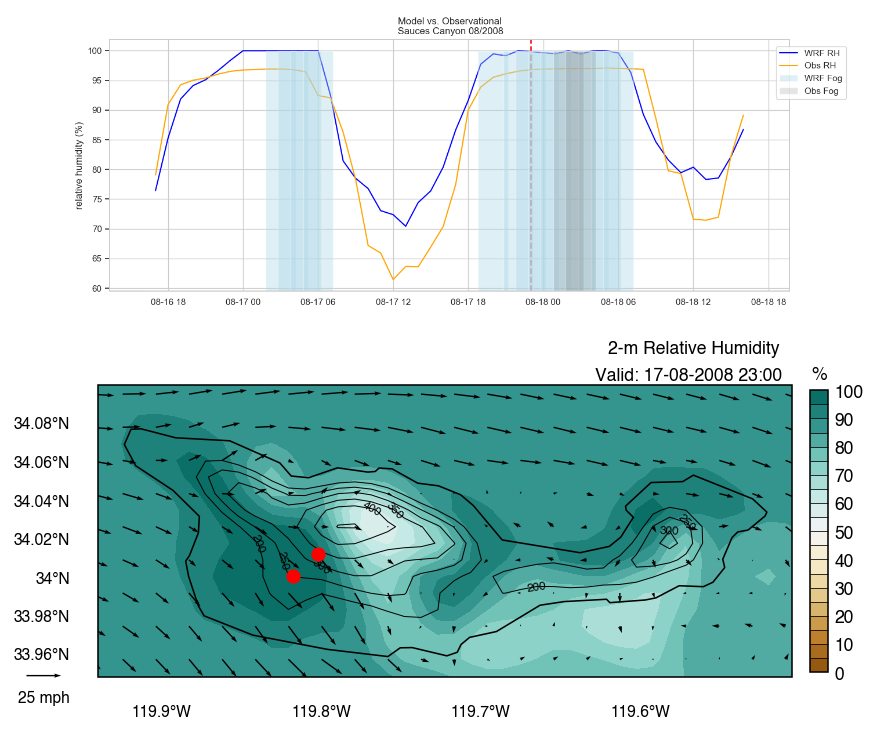 Model vs. Observational
Sauces Canyon 08/2008
100
95
90
85
80
75
70
65
60
relative humidity (%)
WRF RH
Obs RH
WRF Fog
Obs Fog
08-16 18
08-17 00
08-17 06
08-17 12
08-17 18
08-18 00
08-18 06
08-18 12
08-18 18
2-m Relative Humidity
Valid: 17-08-2008 23:00
%
100
90
80
70
60
50
40
30
20
10
0
34.08°N
34.06°N
34.04°N
34.02°N
34°N
33.98°N
33.96°N
400
300
200
200
25 mph
119.9°W
119.8°W
119.7°W
119.6°W